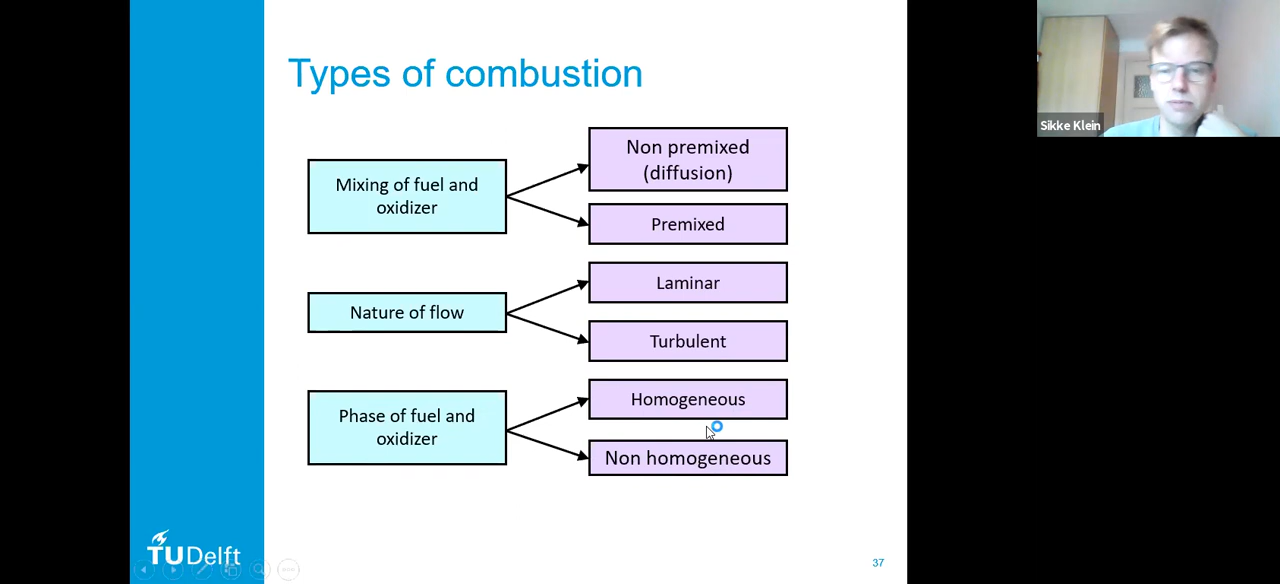 Types of combustion
Sikke Klein
Mixing of fuel and
oxidizer
Non premixed
(diffusion)
Premixed
Nature of flow
Laminar
Turbulent
Phase of fuel and
oxidizer
Homogeneous
Non homogeneous
TUDelft
37